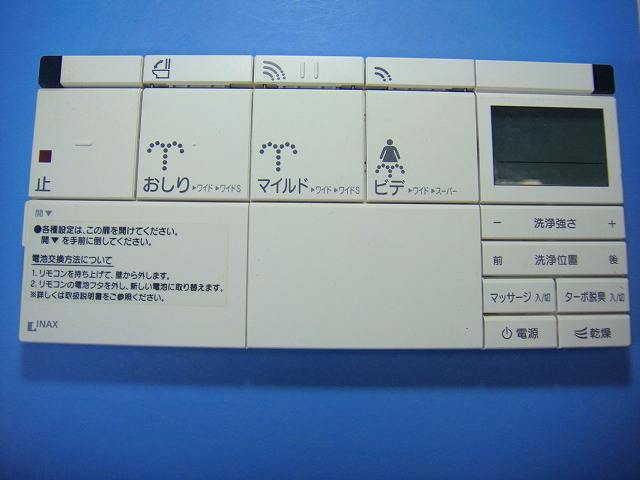 止
おしり▶ワイド▶ワイドS
マイルド▶ワイド▶ワイドS
ビデ▶ワイド▶スーパー
－ 洗浄強さ ＋
前 洗浄位置 後
マッサージ 入/切
ターボ脱臭 入/切
電源
乾燥
開▼
●各種設定は、この扉を開けてください。
開▼を手前に倒してください。
電池交換方法について
1. リモコンを持ち上げて、壁から外します。
2. リモコンの電池フタを外し、新しい電池に取り替えます。
※詳しくは取扱説明書をご参照ください。
INAX